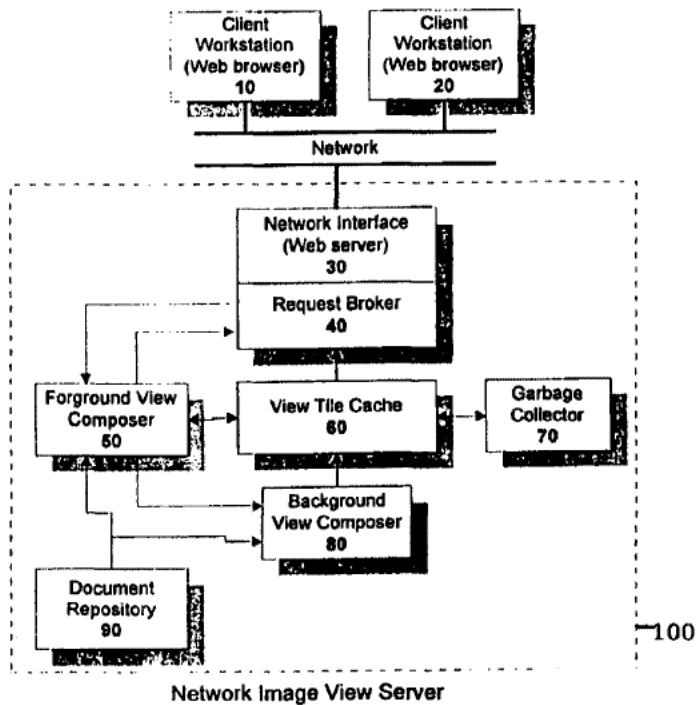 Client
Workstation
(Web browser)
10
Client
Workstation
(Web browser)
20
Network
Network Interface
(Web server)
30
Request Broker
40
Forground View
Composer
50
View Tile Cache
60
Garbage
Collector
70
Background
View Composer
80
Document
Repository
90
100
Network Image View Server